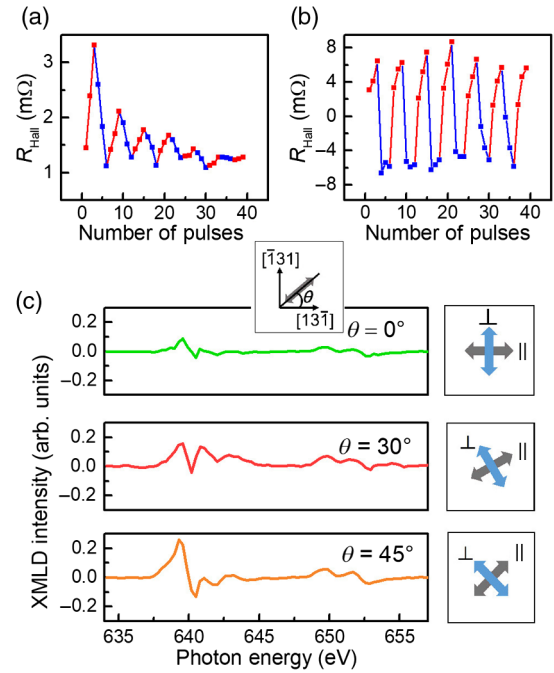 (a)
3
2
1
R_Hall (mΩ)
0 10 20 30 40
Number of pulses
(b)
8
4
0
−4
−8
R_Hall (mΩ)
0 10 20 30 40
Number of pulses
[1̄31]
θ
[131̄]
(c)
XMLD intensity (arb. units)
0.2
0.0
−0.2
θ = 0°
⊥
||
0.2
0.0
−0.2
θ = 30°
⊥ ||
0.2
0.0
−0.2
θ = 45°
⊥ ||
635 640 645 650 655
Photon energy (eV)